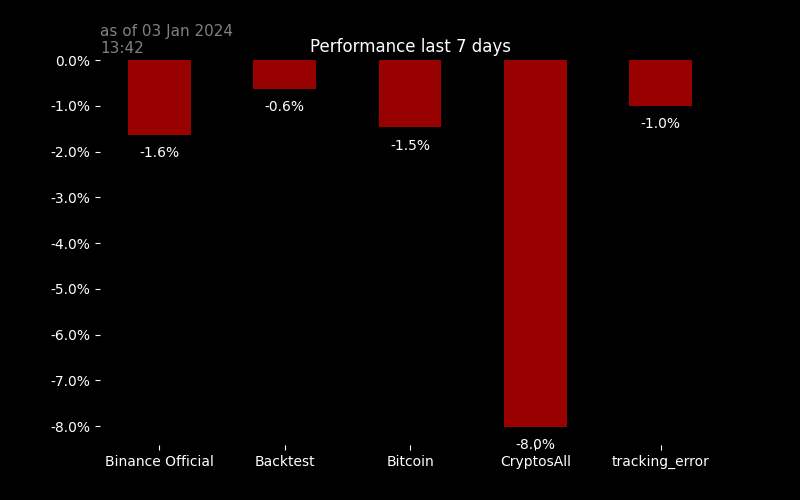 as of 03 Jan 2024
13:42
Performance last 7 days
0.0%
-1.0%
-2.0%
-3.0%
-4.0%
-5.0%
-6.0%
-7.0%
-8.0%
-1.6%
-0.6%
-1.5%
-8.0%
-1.0%
Binance Official
Backtest
Bitcoin
CryptosAll
tracking_error